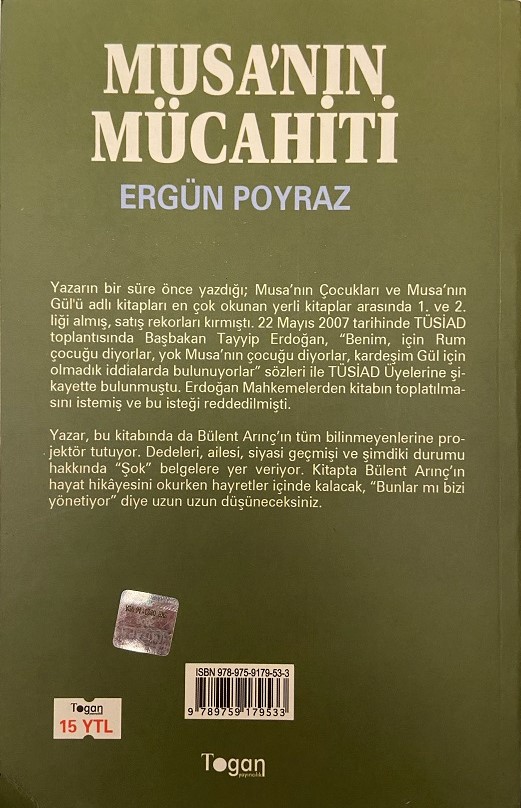 MUSA'NIN
MÜCAHİTİ
ERGÜN POYRAZ
Yazarın bir süre önce yazdığı; Musa'nın Çocukları ve Musa'nın
Gül'ü adlı kitapları en çok okunan yerli kitaplar arasında 1. ve 2.
liği almış, satış rekorları kırmıştı. 22 Mayıs 2007 tarihinde TÜSİAD
toplantısında Başbakan Tayyip Erdoğan, "Benim, için Rum
çocuğu diyorlar, yok Musa'nın çocuğu diyorlar, kardeşim Gül için
olmadık iddialarda bulunuyorlar" sözleri ile TÜSİAD Üyelerine şi-
kayette bulunmuştu. Erdoğan Mahkemelerden kitabın toplatılma-
sını istemiş ve bu isteği reddedilmişti.
Yazar, bu kitabında da Bülent Arınç'ın tüm bilinmeyenlerine pro-
jektör tutuyor. Dedeleri, ailesi, siyasi geçmişi ve şimdiki durumu
hakkında "Şok" belgelere yer veriyor. Kitapta Bülent Arınç'ın
hayat hikâyesini okurken hayretler içinde kalacak, "Bunlar mı bizi
yönetiyor" diye uzun uzun düşüneceksiniz.
ISBN 978-975-9179-53-3
9 789759 179533
Togan
15 YTL
Togan
yayıncılık